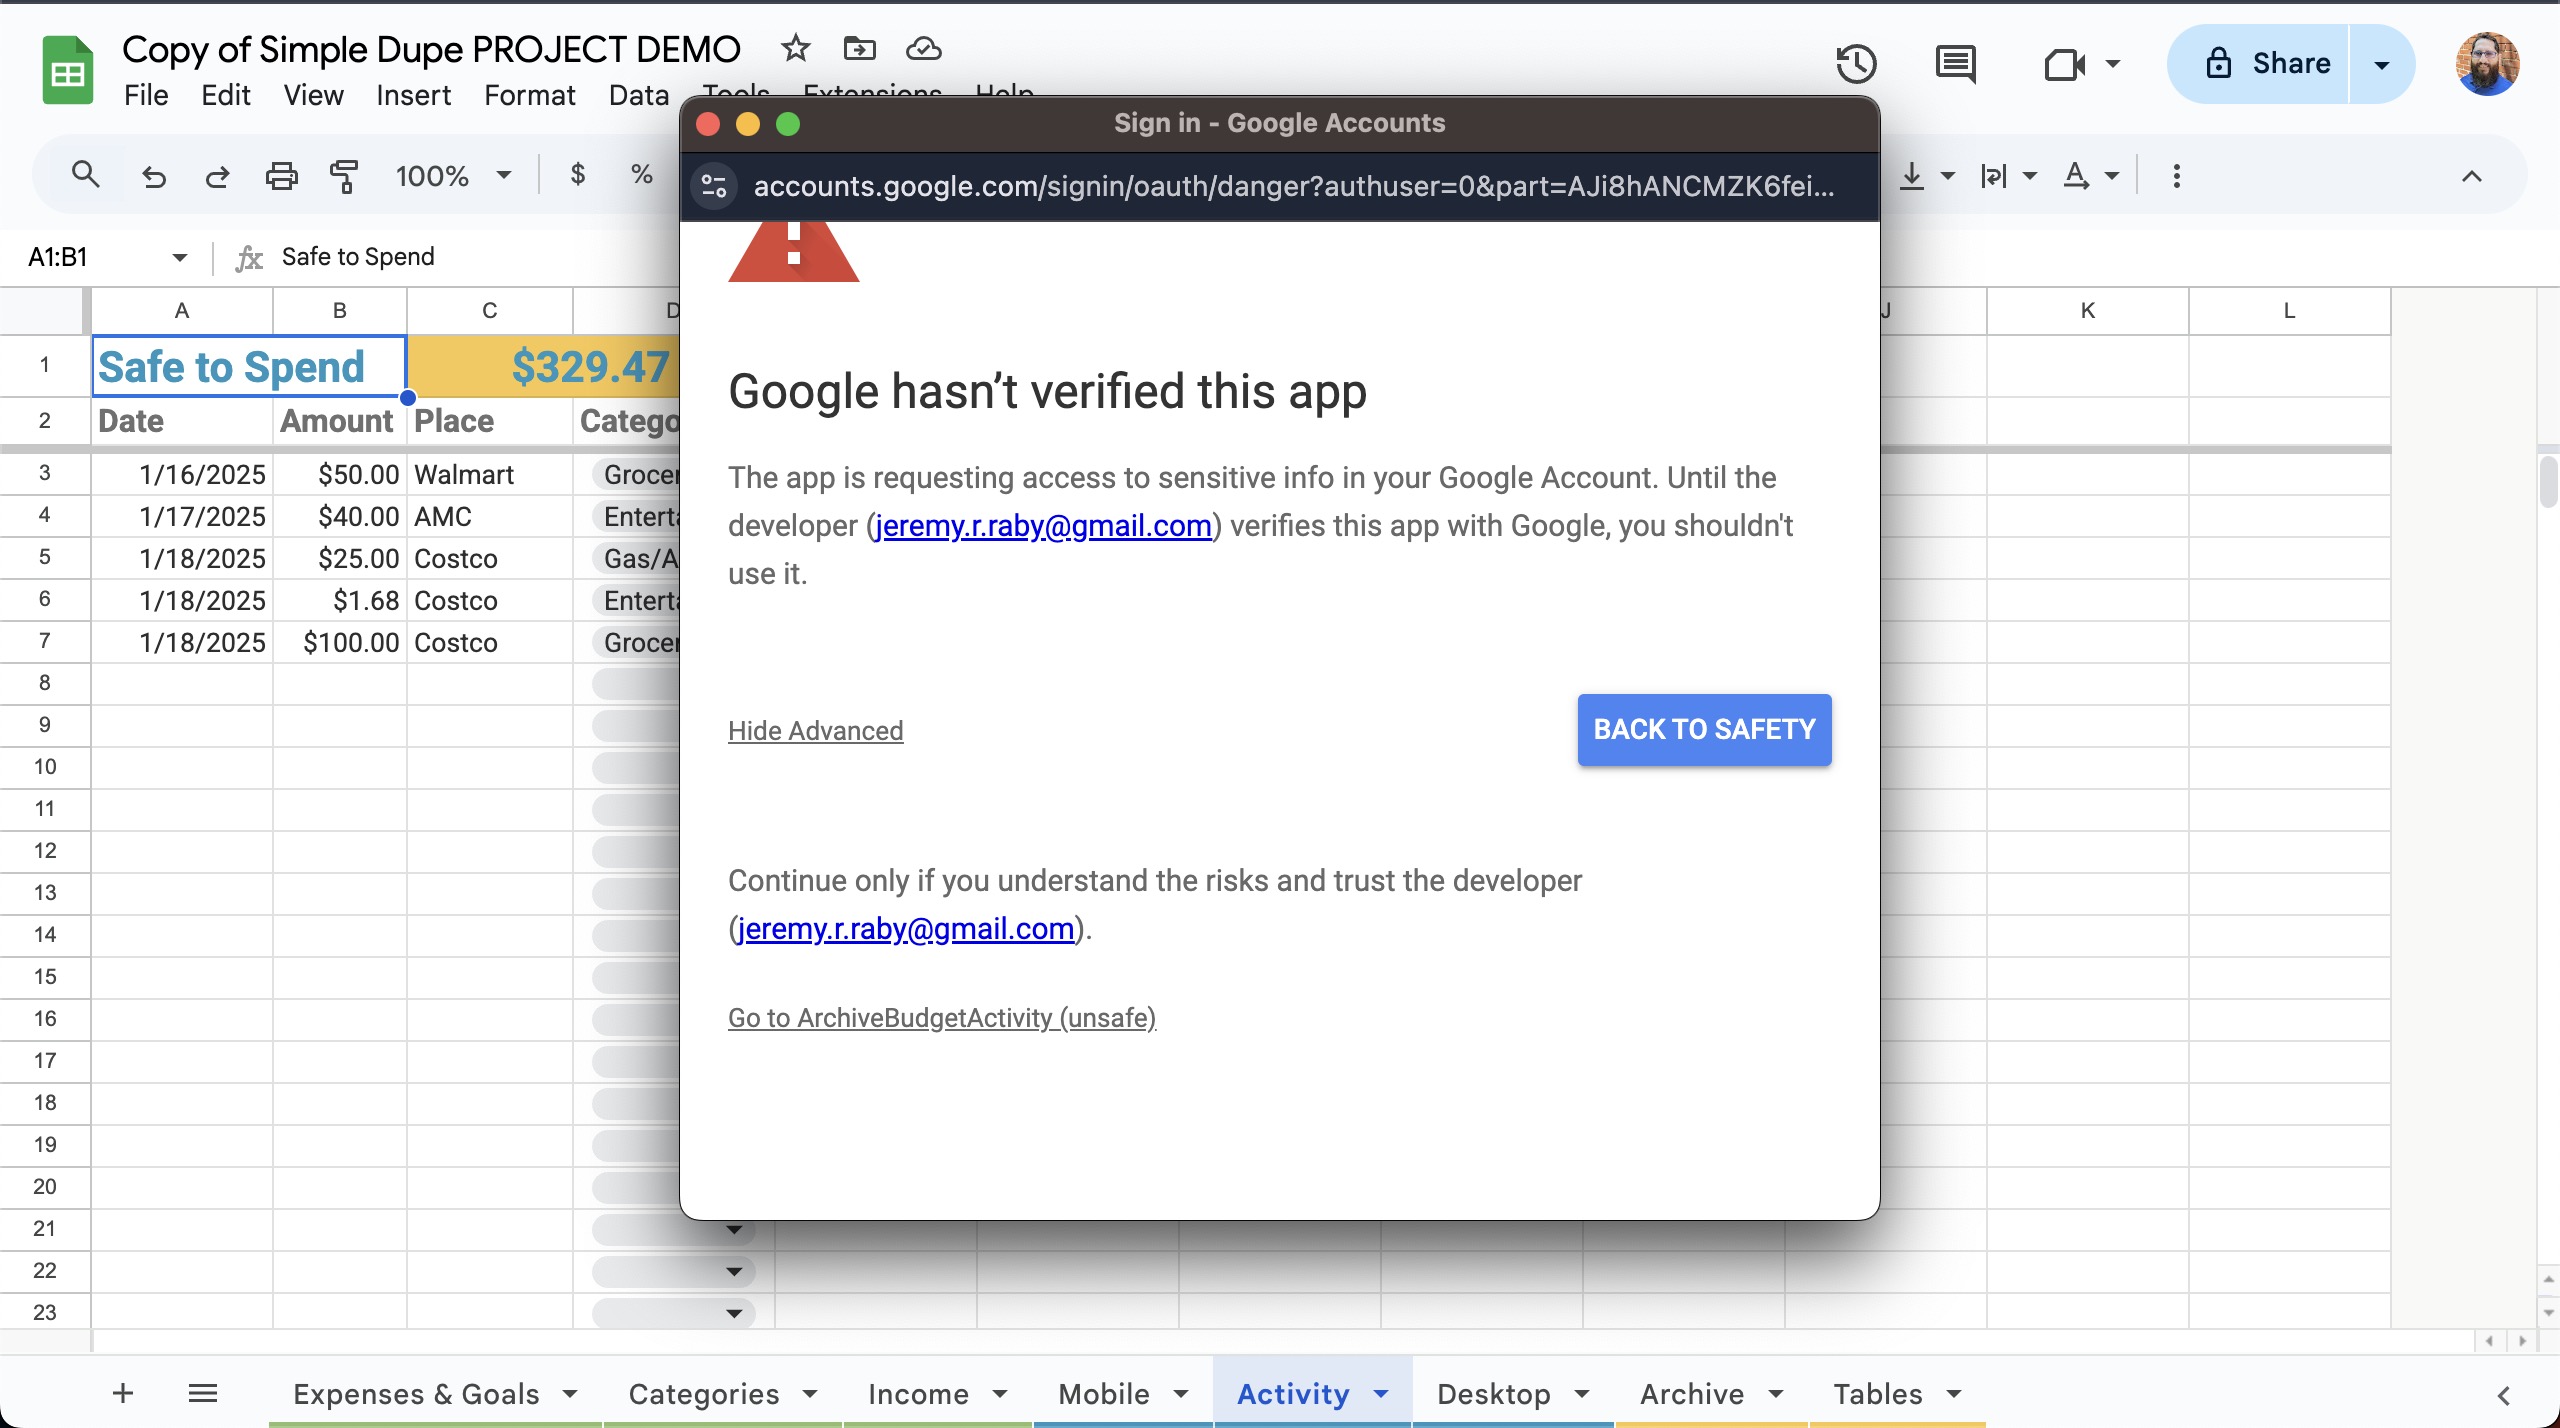 Copy of Simple Dupe PROJECT DEMO
File Edit View Insert Format Data Tools Extensions Help
Share
Sign in - Google Accounts
100% $ %
accounts.google.com/signin/oauth/danger?authuser=0&part=AJi8hANCMZK6fei...
A1:B1 fx Safe to Spend
A B C D J K L
1 Safe to Spend $329.47
2 Date Amount Place Catego
3 1/16/2025 $50.00 Walmart Grocer
4 1/17/2025 $40.00 AMC Enterta
5 1/18/2025 $25.00 Costco Gas/A
6 1/18/2025 $1.68 Costco Enterta
7 1/18/2025 $100.00 Costco Grocer
8
9
10
11
12
13
14
15
16
17
18
19
20
21
22
23
Google hasn’t verified this app
The app is requesting access to sensitive info in your Google Account. Until the
developer (jeremy.r.raby@gmail.com) verifies this app with Google, you shouldn't
use it.
Hide Advanced
BACK TO SAFETY
Continue only if you understand the risks and trust the developer
(jeremy.r.raby@gmail.com).
Go to ArchiveBudgetActivity (unsafe)
Expenses & Goals Categories Income Mobile Activity Desktop Archive Tables